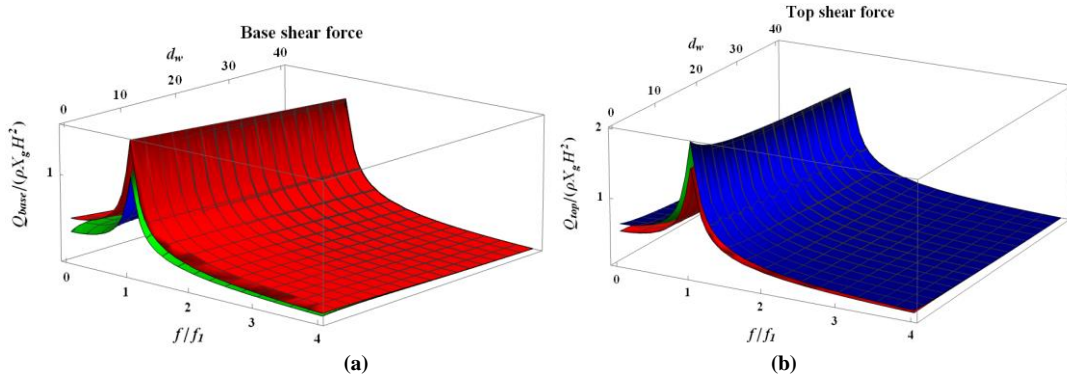 Base shear force
d_w
0
10
20
30
40
1
Q_base/(ρX_gH²)
0
1
2
3
4
f/f_1
(a)
Top shear force
d_w
0
10
20
30
40
2
1
Q_top/(ρX_gH²)
0
1
2
3
4
f/f_1
(b)